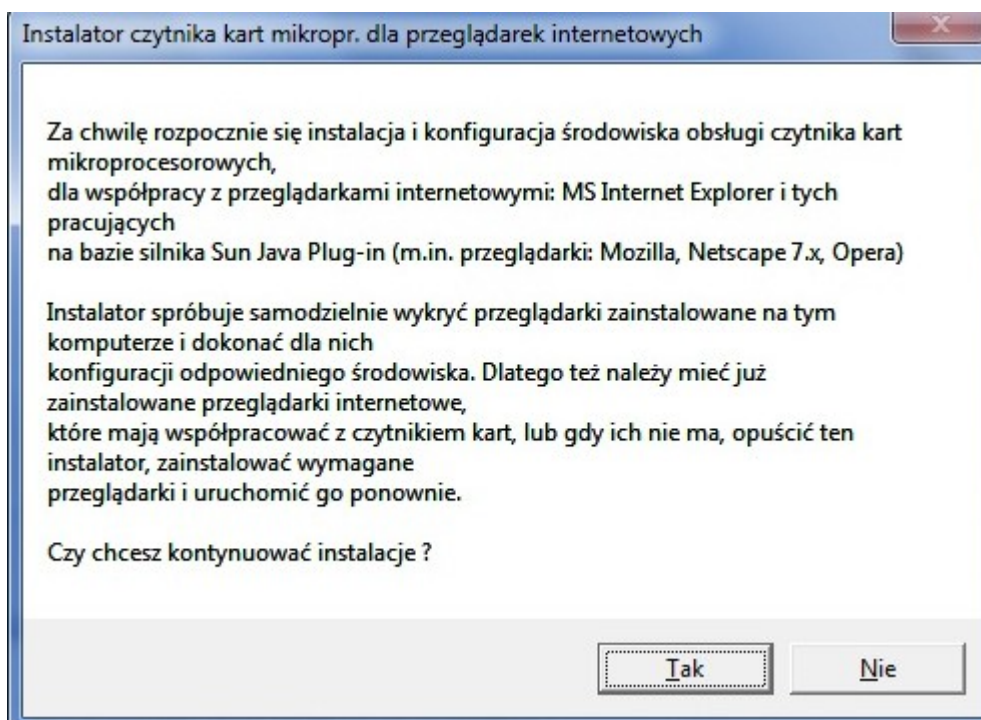 Instalator czytnika kart mikropr. dla przeglądarek internetowych
Za chwilę rozpocznie się instalacja i konfiguracja środowiska obsługi czytnika kart
mikroprocesorowych,
dla współpracy z przeglądarkami internetowymi: MS Internet Explorer i tych
pracujących
na bazie silnika Sun Java Plug-in (m.in. przeglądarki: Mozilla, Netscape 7.x, Opera)
Instalator spróbuje samodzielnie wykryć przeglądarki zainstalowane na tym
komputerze i dokonać dla nich
konfiguracji odpowiedniego środowiska. Dlatego też należy mieć już
zainstalowane przeglądarki internetowe,
które mają współpracować z czytnikiem kart, lub gdy ich nie ma, opuścić ten
instalator, zainstalować wymagane
przeglądarki i uruchomić go ponownie.
Czy chcesz kontynuować instalacje ?
Tak
Nie